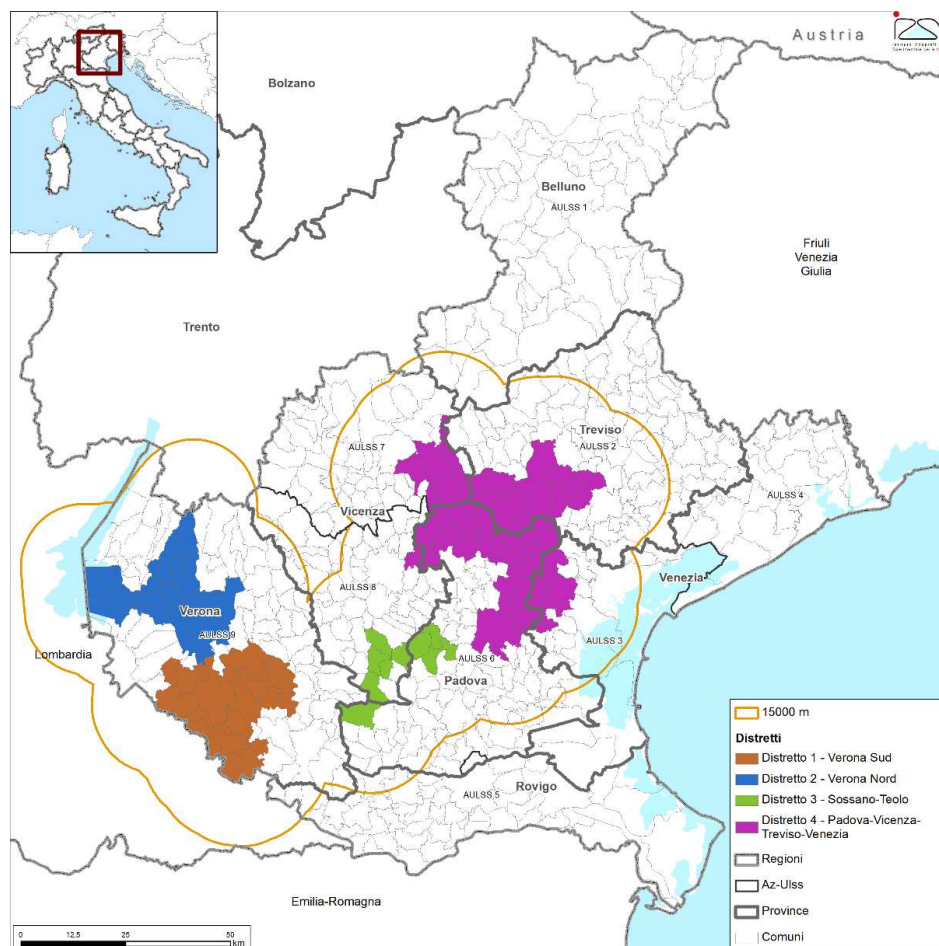 Austria
Bolzano
Belluno
AULSS 1
Friuli
Venezia
Giulia
Trento
Treviso
AULSS 2
AULSS 7
AULSS 4
Vicenza
Venezia
AULSS 8
Verona
AULSS 9
AULSS 3
Lombardia
AULSS 6
Padova
Rovigo
AULSS 5
Emilia-Romagna
15000 m
Distretti
Distretto 1 - Verona Sud
Distretto 2 - Verona Nord
Distretto 3 - Sossano-Teolo
Distretto 4 - Padova-Vicenza-
Treviso-Venezia
Regioni
Az-Ulss
Province
Comuni
0 12,5 25 50
km